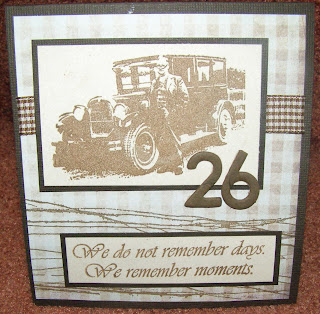 26
We do not remember days.
We remember moments.